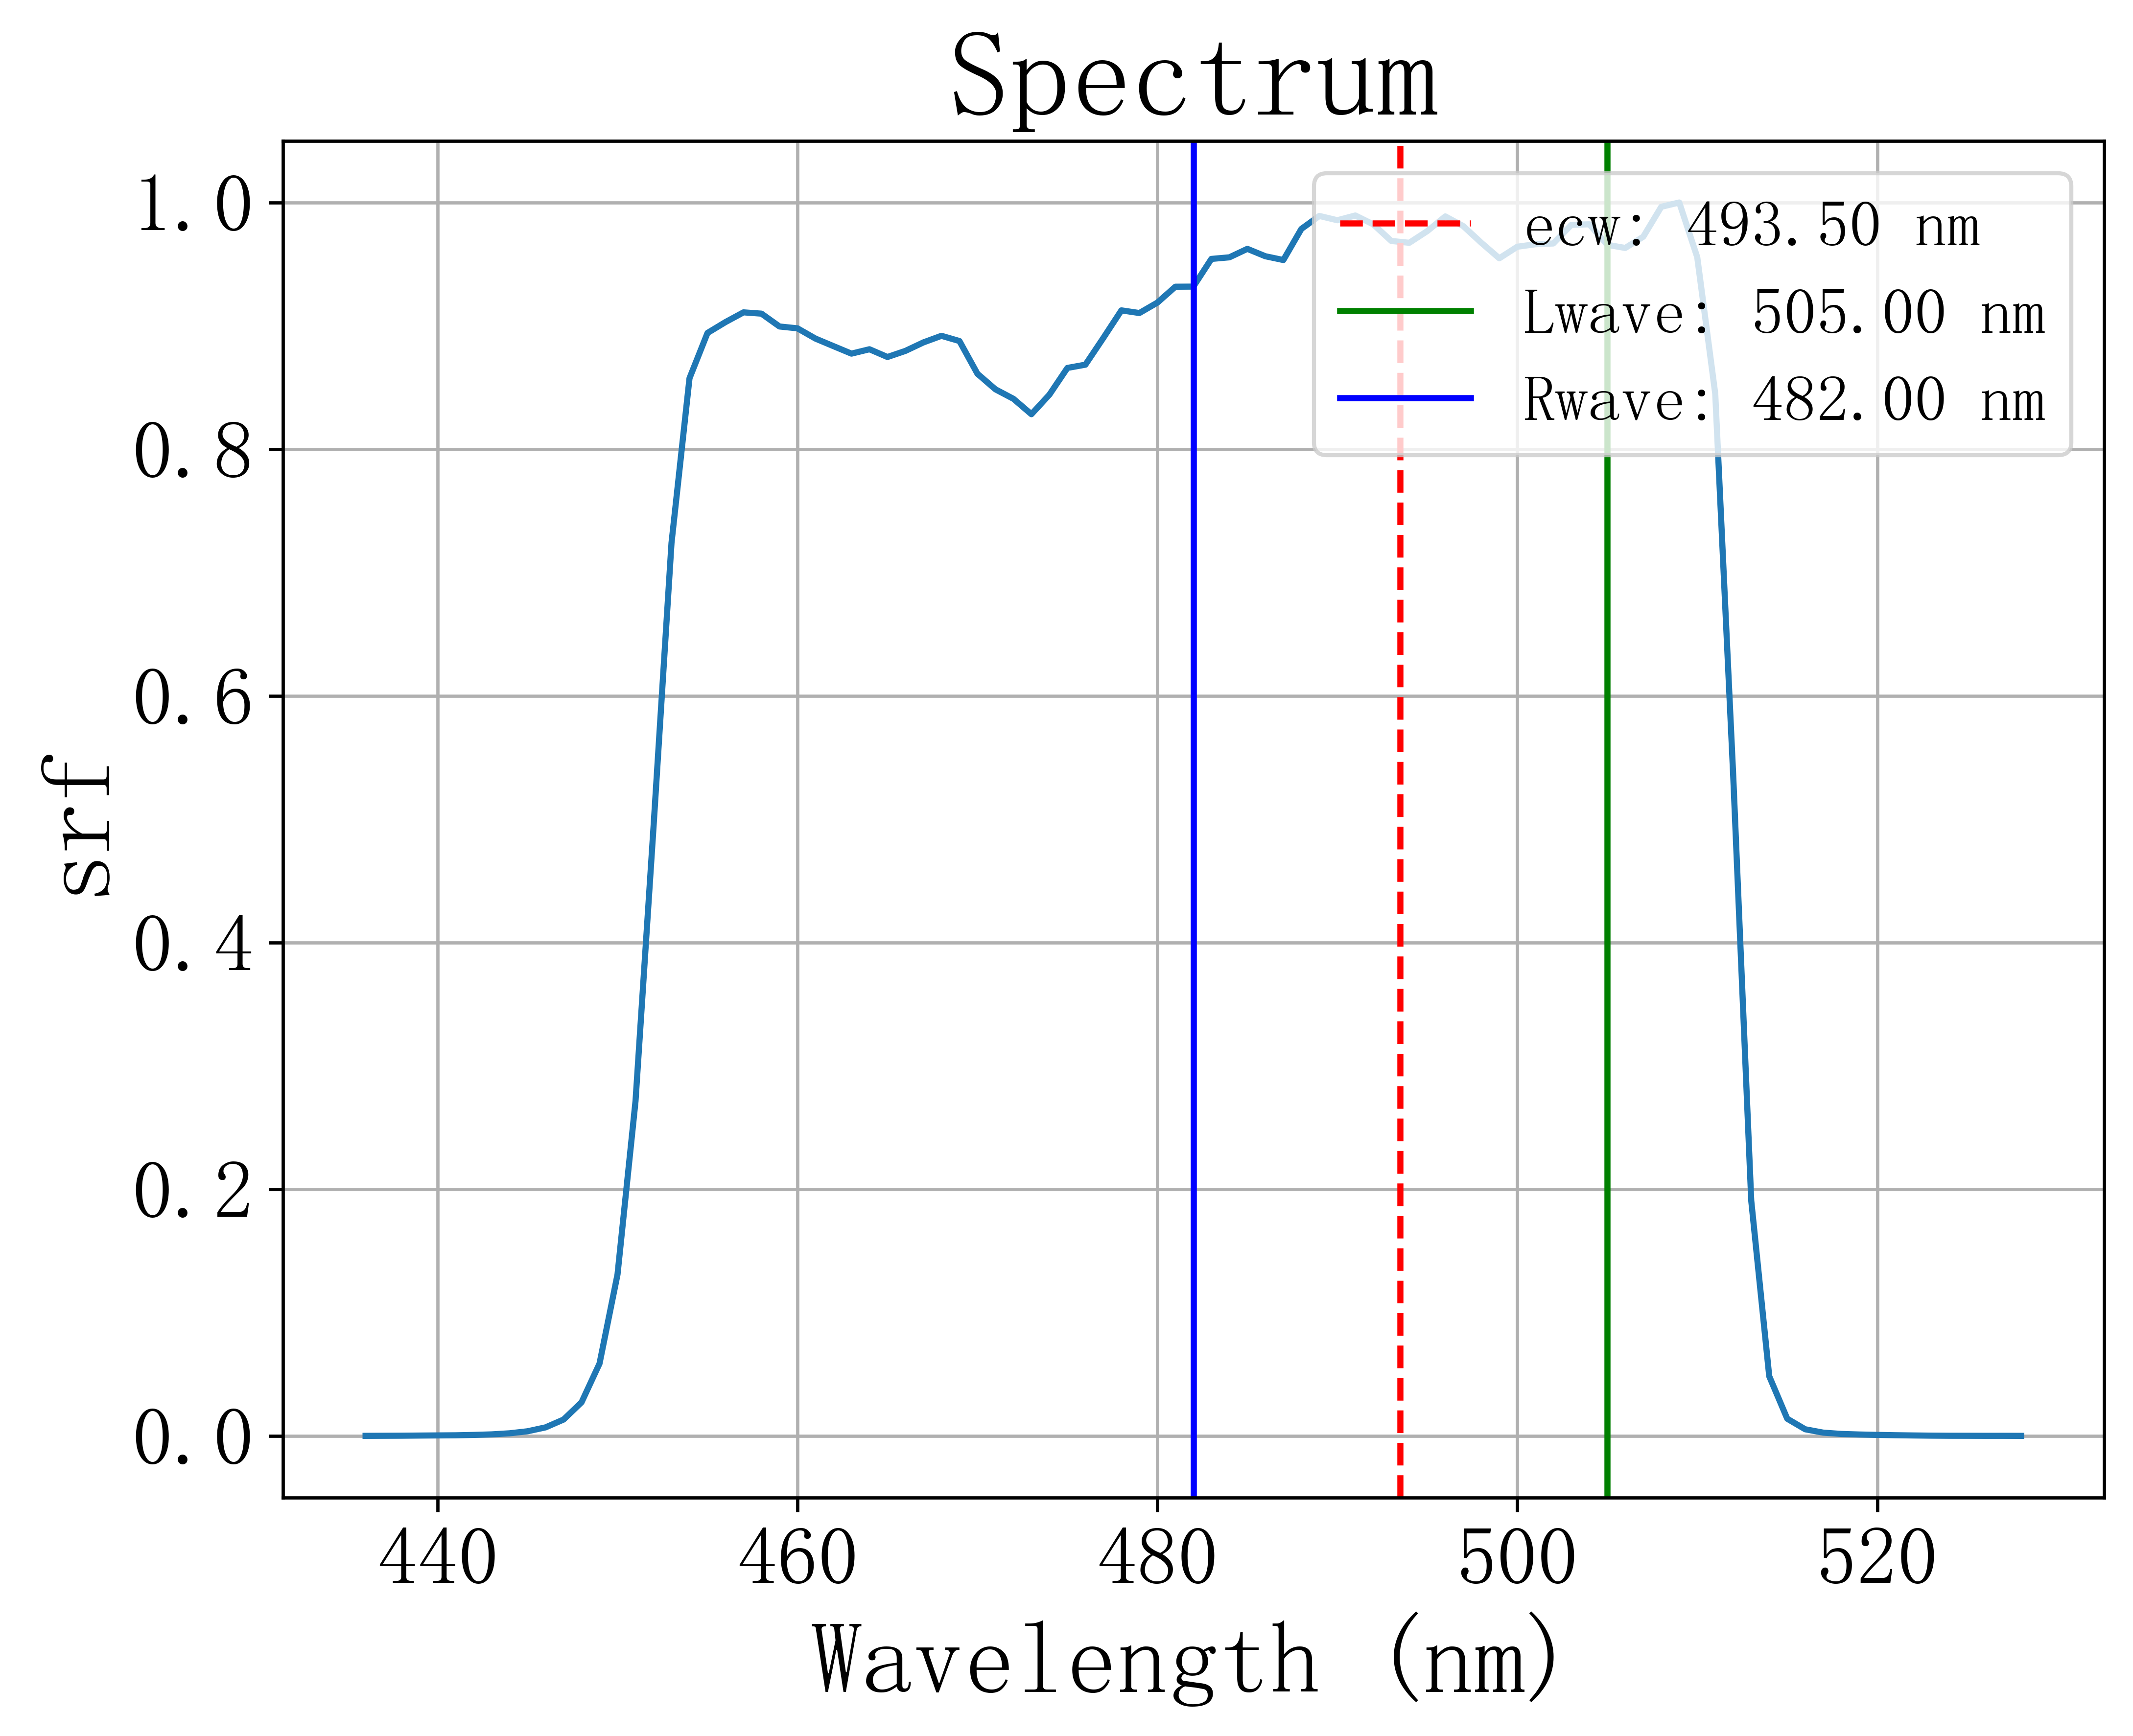 Spectrum
1.0
0.8
0.6
0.4
0.2
0.0
srf
ecw: 493.50 nm
Lwave: 505.00 nm
Rwave: 482.00 nm
440 460 480 500 520
Wavelength (nm)